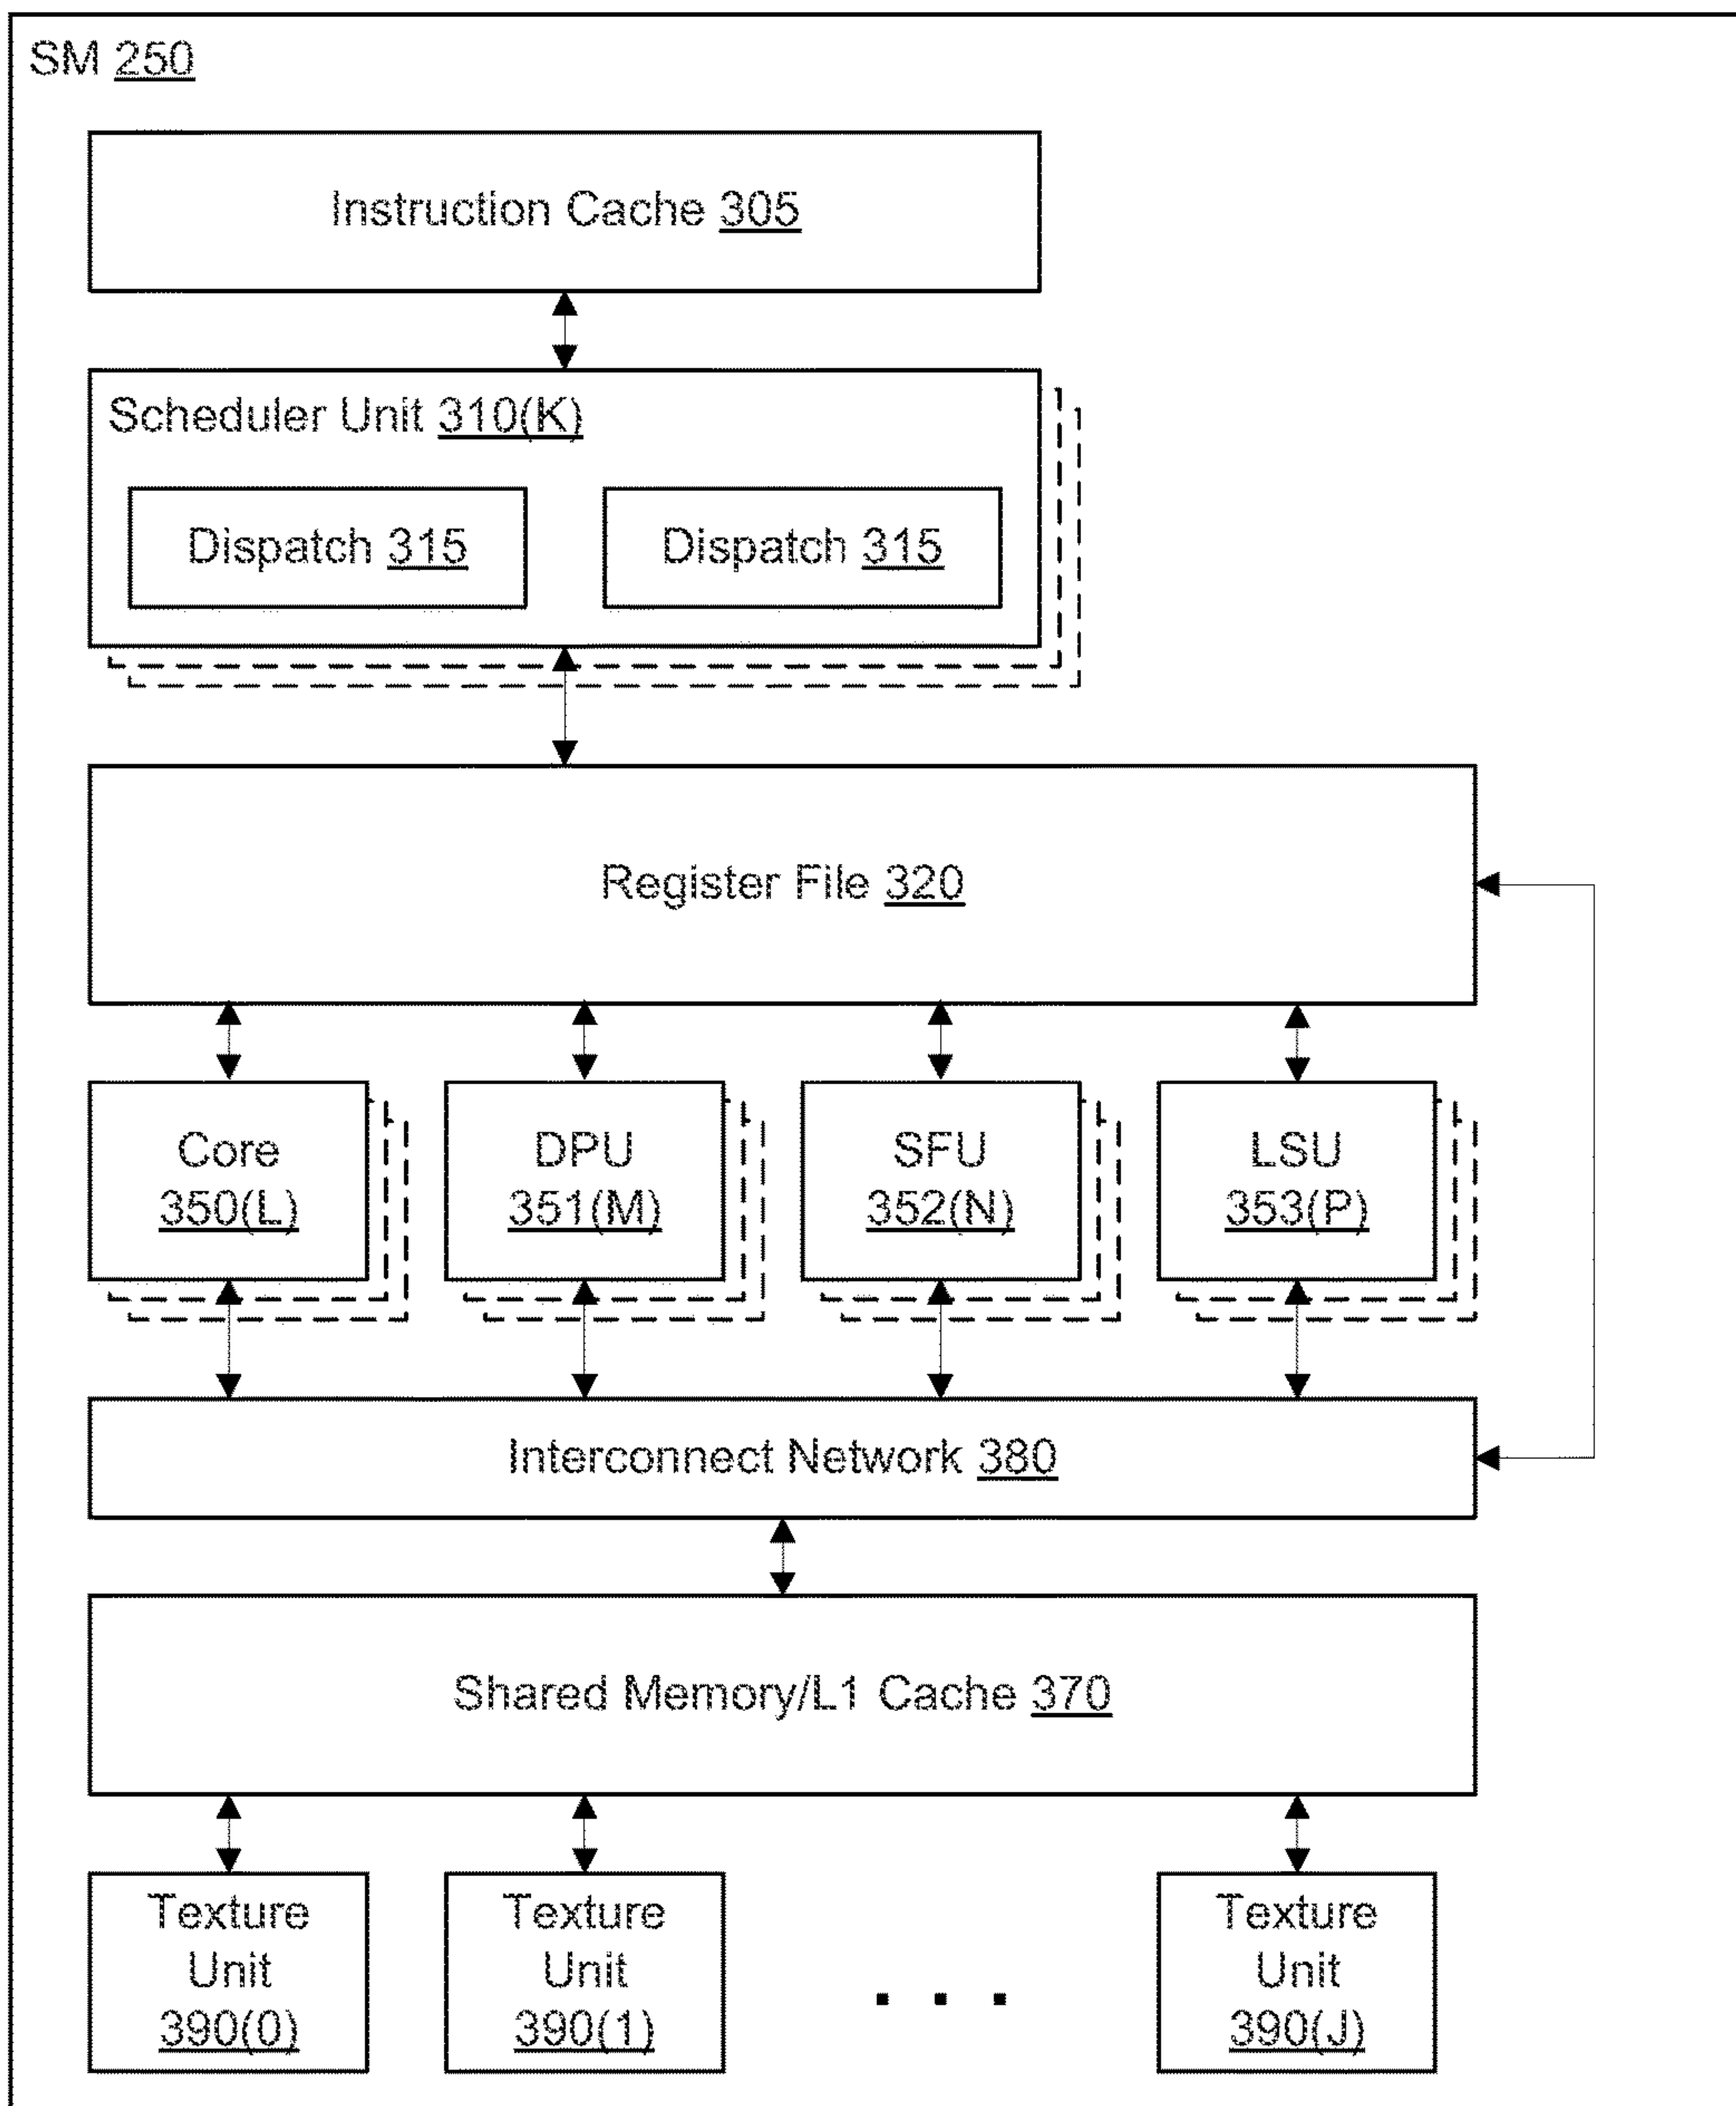 SM 250
Instruction Cache 305
Scheduler Unit 310(K)
Dispatch 315
Dispatch 315
Register File 320
Core
350(L)
DPU
351(M)
SFU
352(N)
LSU
353(P)
Interconnect Network 380
Shared Memory/L1 Cache 370
Texture
Unit
390(0)
Texture
Unit
390(1)
. . .
Texture
Unit
390(J)